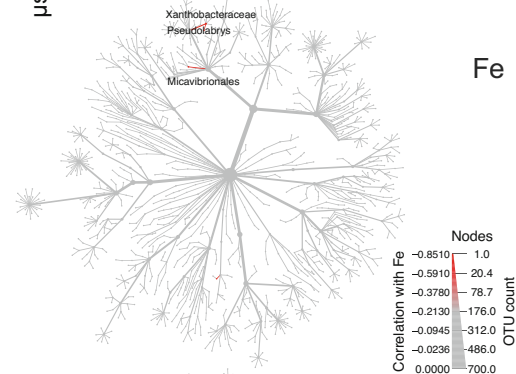 µs
Xanthobacteraceae
Pseudolabrys
Micavibrionales
Fe
Nodes
Correlation with Fe
OTU count
−0.8510 1.0
−0.5910 20.4
−0.3780 78.7
−0.2130 176.0
−0.0945 312.0
−0.0236 486.0
0.0000 700.0